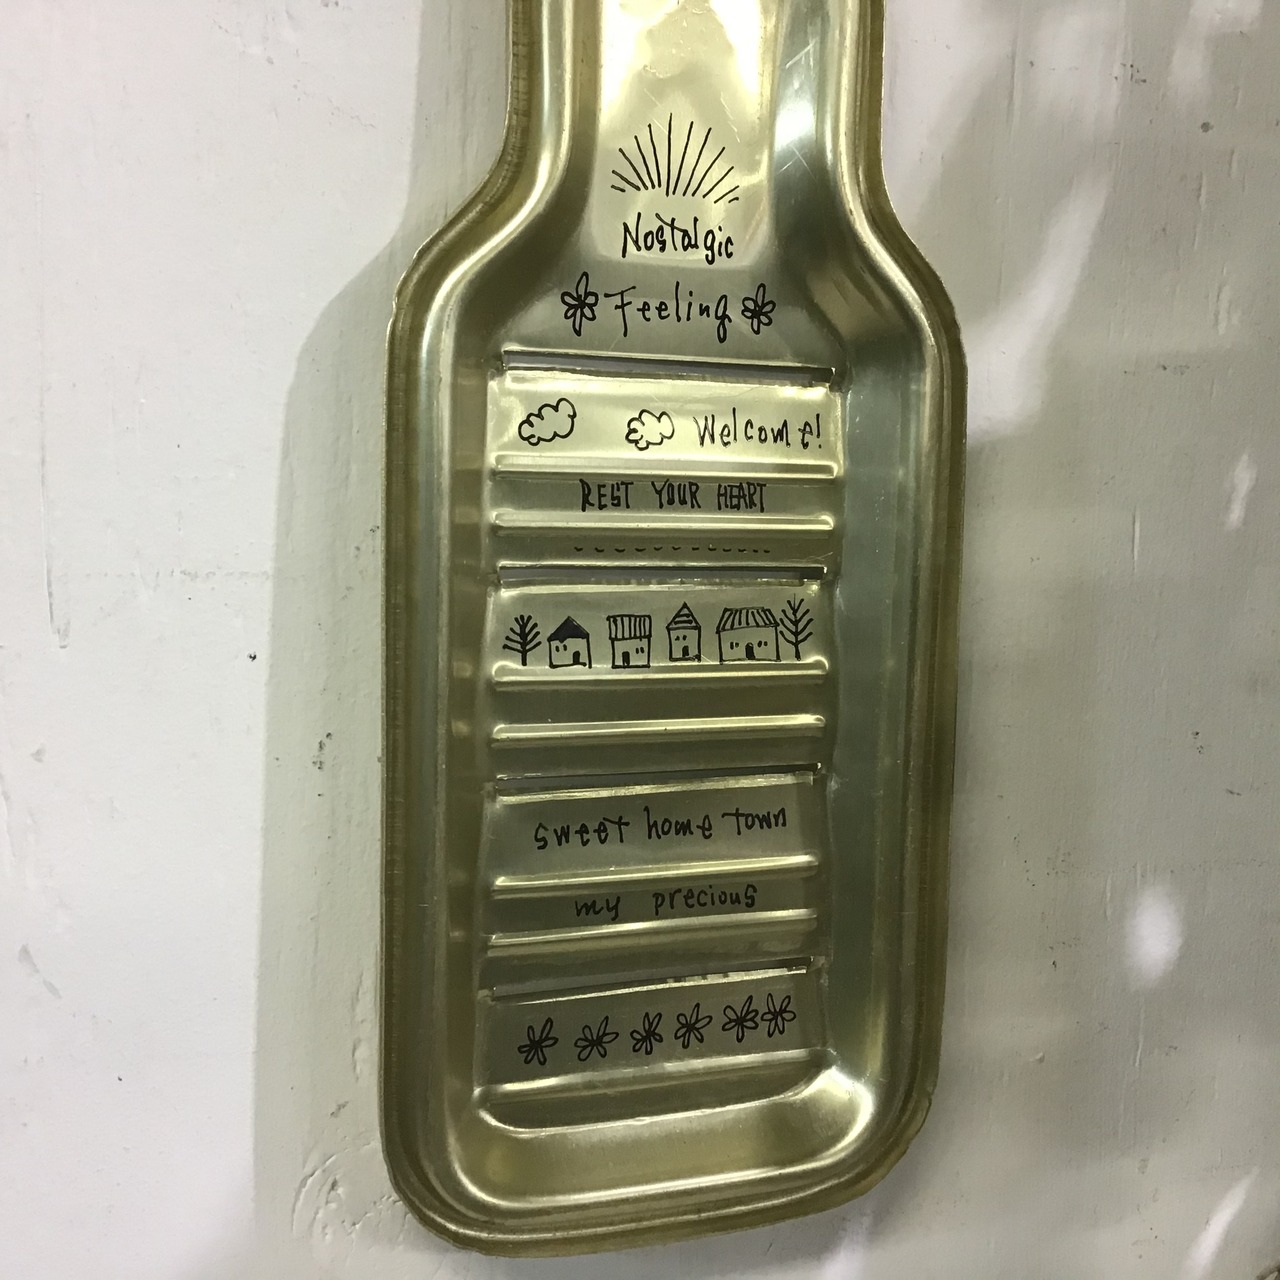 Nostalgic
Feeling
Welcome!
REST YOUR HEART
sweet home town
my precious